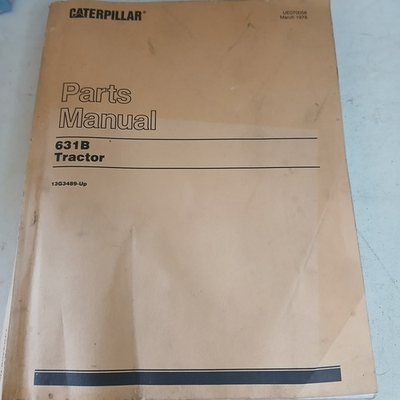 CATERPILLAR®
March 1978
Parts
Manual
631B
Tractor
13G3489-Up